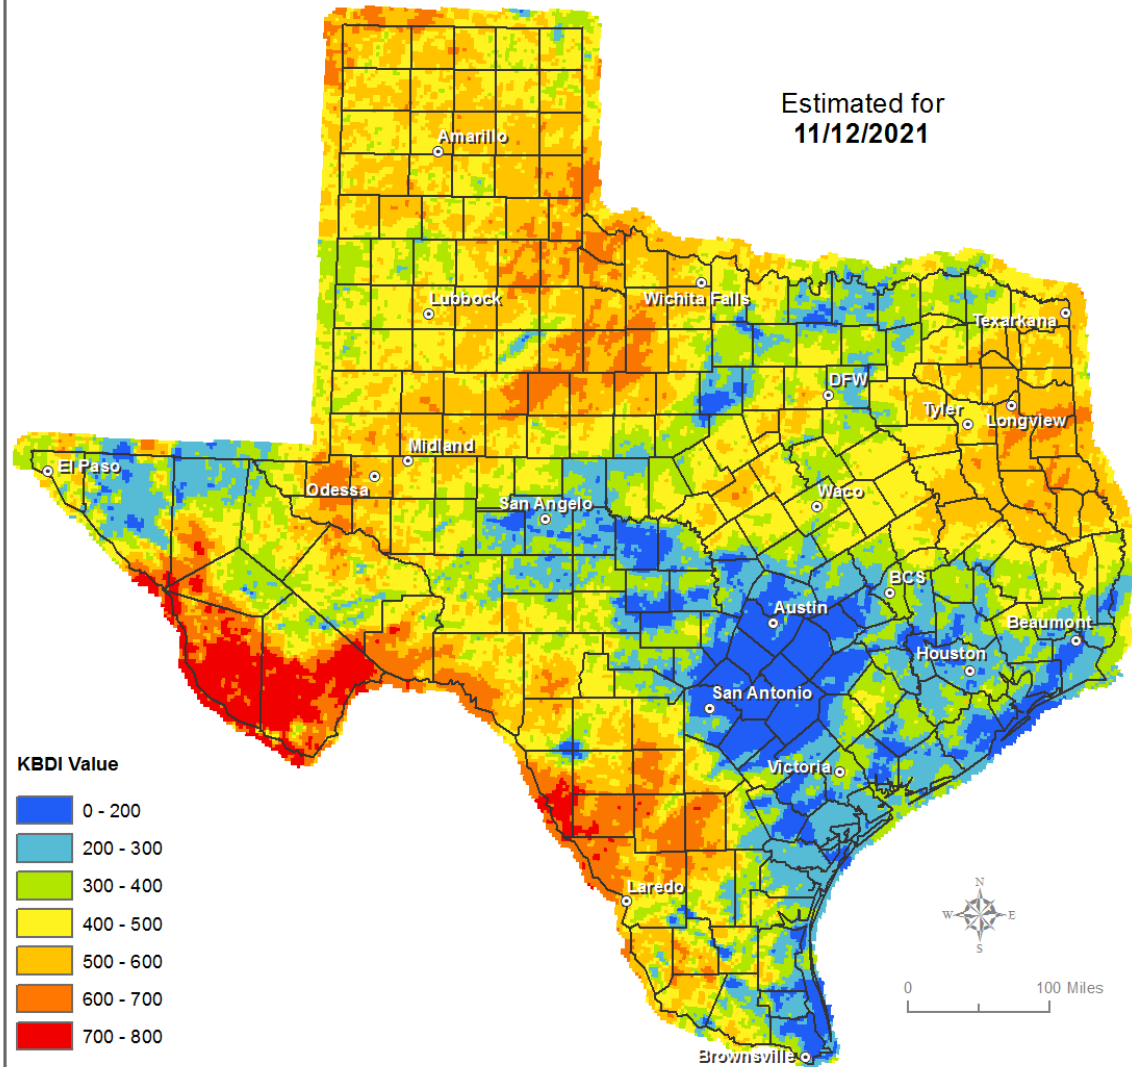 Estimated for
11/12/2021
Amarillo
Lubbock
Wichita Falls
Texarkana
DFW
Tyler
Longview
Midland
El Paso
Odessa
San Angelo
Waco
BCS
Austin
Beaumont
Houston
San Antonio
Victoria
Laredo
Brownsville
KBDI Value
0 - 200
200 - 300
300 - 400
400 - 500
500 - 600
600 - 700
700 - 800
N
W E
S
0 100 Miles